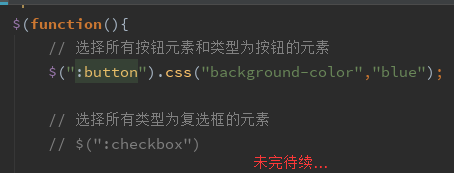 $(function(){
// 选择所有按钮元素和类型为按钮的元素
$(":button").css("background-color","blue");
// 选择所有类型为复选框的元素
// $(":checkbox")
未完待续...